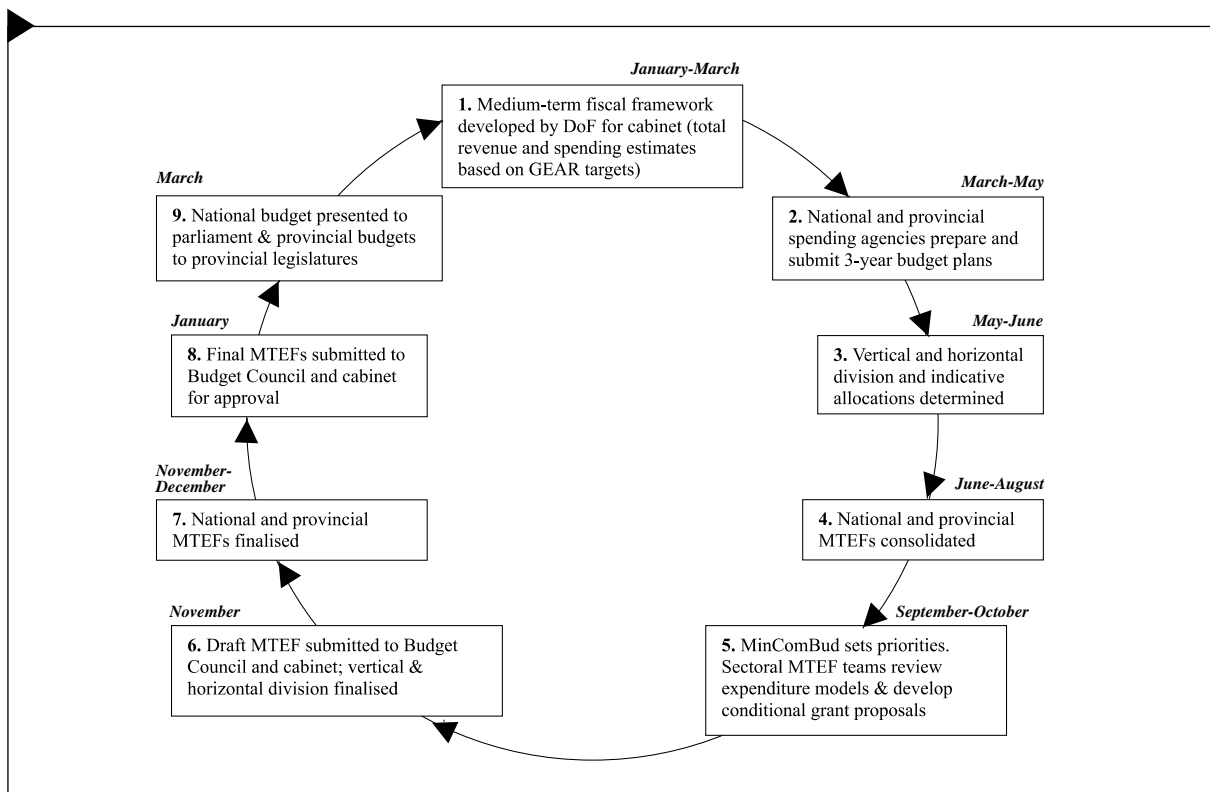 January-March
1. Medium-term fiscal framework
developed by DoF for cabinet (total
revenue and spending estimates
based on GEAR targets)
March-May
2. National and provincial
spending agencies prepare and
submit 3-year budget plans
May-June
3. Vertical and horizontal
division and indicative
allocations determined
June-August
4. National and provincial
MTEFs consolidated
September-October
5. MinComBud sets priorities.
Sectoral MTEF teams review
expenditure models & develop
conditional grant proposals
November
6. Draft MTEF submitted to Budget
Council and cabinet; vertical &
horizontal division finalised
November-
December
7. National and provincial
MTEFs finalised
January
8. Final MTEFs submitted to
Budget Council and cabinet
for approval
March
9. National budget presented to
parliament & provincial budgets
to provincial legislatures